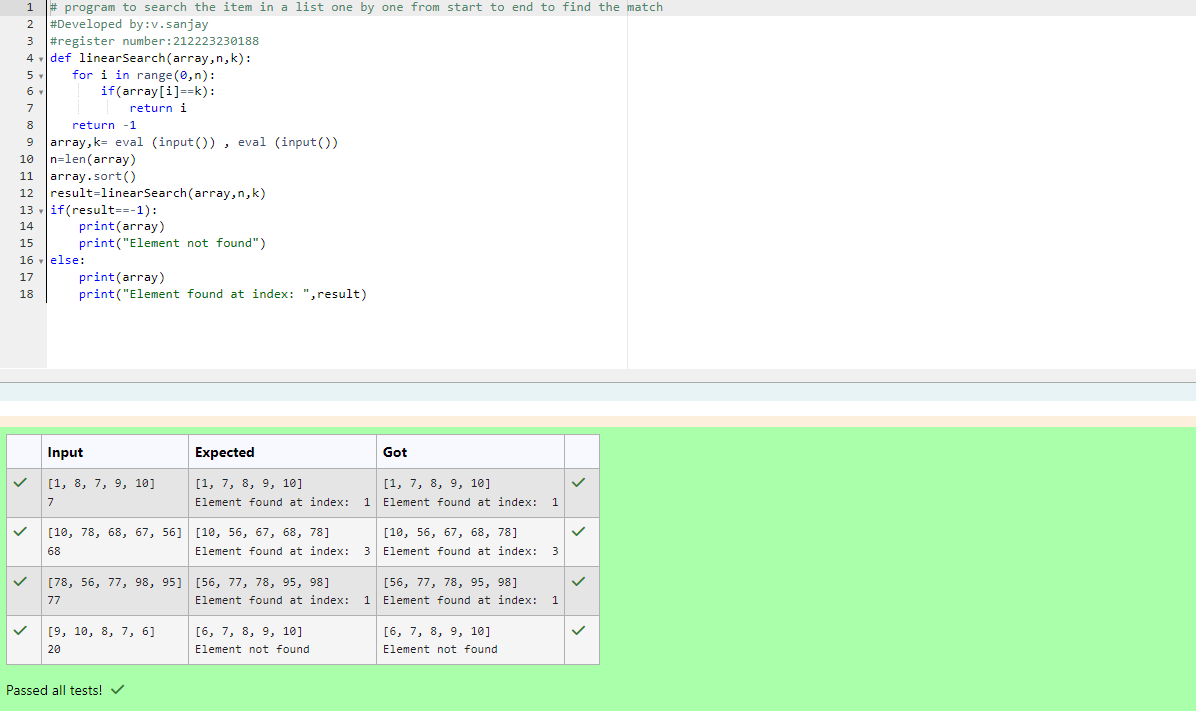 1 # program to search the item in a list one by one from start to end to find the match
2 #Developed by:v.sanjay
3 #register number:212223230188
4 def linearSearch(array,n,k):
5    for i in range(0,n):
6        if(array[i]==k):
7            return i
8    return -1
9 array,k= eval (input()) , eval (input())
10 n=len(array)
11 array.sort()
12 result=linearSearch(array,n,k)
13 if(result==-1):
14     print(array)
15     print("Element not found")
16 else:
17     print(array)
18     print("Element found at index: ",result)
Input Expected Got
[1, 8, 7, 9, 10] [1, 7, 8, 9, 10] [1, 7, 8, 9, 10]
7 Element found at index:  1 Element found at index:  1
[10, 78, 68, 67, 56] [10, 56, 67, 68, 78] [10, 56, 67, 68, 78]
68 Element found at index:  3 Element found at index:  3
[78, 56, 77, 98, 95] [56, 77, 78, 95, 98] [56, 77, 78, 95, 98]
77 Element found at index:  1 Element found at index:  1
[9, 10, 8, 7, 6] [6, 7, 8, 9, 10] [6, 7, 8, 9, 10]
20 Element not found Element not found
Passed all tests!